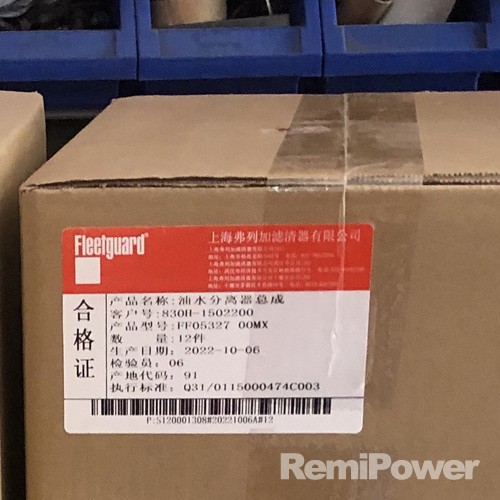 Fleetguard®
上海弗列加滤清器有限公司
合格证
产品名称: 油水分离器总成
客户号: 830H-1502200
产品型号: FF05327 00MX
数 量: 12件
生产日期: 2022-10-06
检验员: 06
产地代码: 91
执行标准: Q31/0115000474C003
P:5120001308#20221006A#12
RemiPower